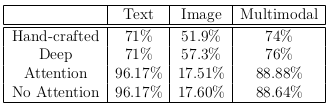 Text Image Multimodal
Hand-crafted 71% 51.9% 74%
Deep 71% 57.3% 76%
Attention 96.17% 17.51% 88.88%
No Attention 96.17% 17.60% 88.64%